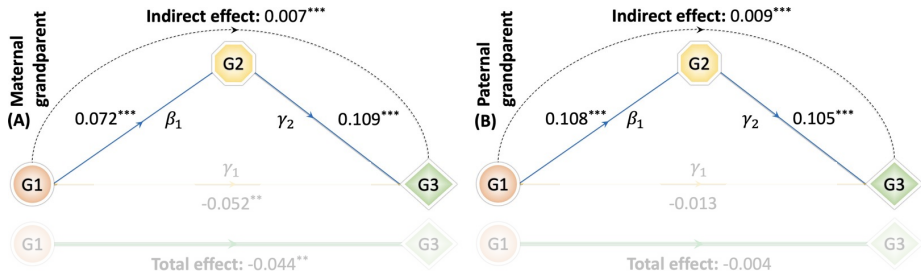 Indirect effect: 0.007***
Maternal grandparent
(A)
G2
0.072***
β1
γ2
0.109***
G1
γ1
G3
-0.052**
G1
G3
Total effect: -0.044**
Indirect effect: 0.009***
Paternal grandparent
(B)
G2
0.108***
β1
γ2
0.105***
G1
γ1
G3
-0.013
G1
G3
Total effect: -0.004